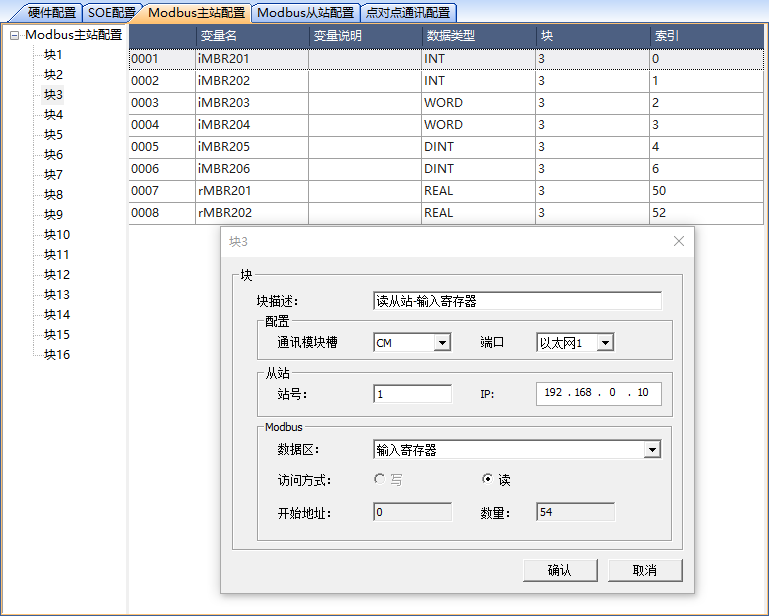 硬件配置 SOE配置 Modbus主站配置 Modbus从站配置 点对点通讯配置
Modbus主站配置
块1
块2
块3
块4
块5
块6
块7
块8
块9
块10
块11
块12
块13
块14
块15
块16
变量名 变量说明 数据类型 块 索引
0001 iMBR201 INT 3 0
0002 iMBR202 INT 3 1
0003 iMBR203 WORD 3 2
0004 iMBR204 WORD 3 3
0005 iMBR205 DINT 3 4
0006 iMBR206 DINT 3 6
0007 rMBR201 REAL 3 50
0008 rMBR202 REAL 3 52
块3
块
块描述: 读从站-输入寄存器
配置
通讯模块槽 CM 端口 以太网1
从站
站号: 1 IP: 192 . 168 . 0 . 10
Modbus
数据区: 输入寄存器
访问方式: 写 读
开始地址: 0 数量: 54
确认 取消